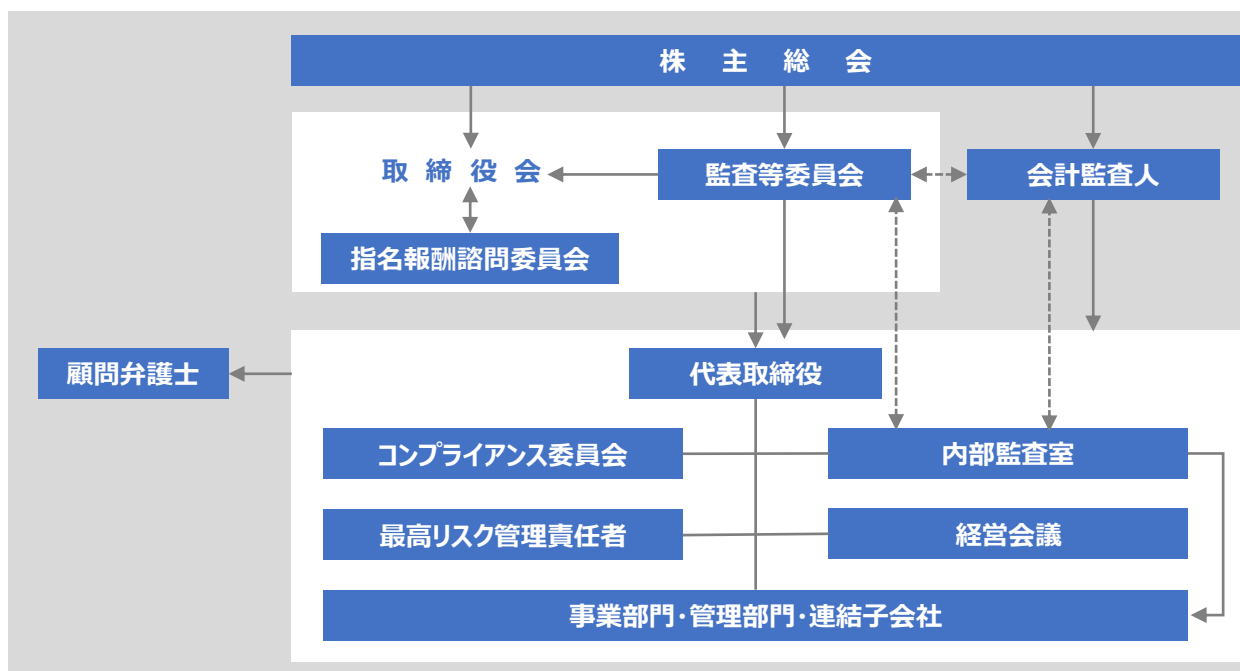 株主総会
取締役会
監査等委員会
会計監査人
指名報酬諮問委員会
顧問弁護士
代表取締役
コンプライアンス委員会
内部監査室
最高リスク管理責任者
経営会議
事業部門・管理部門・連結子会社